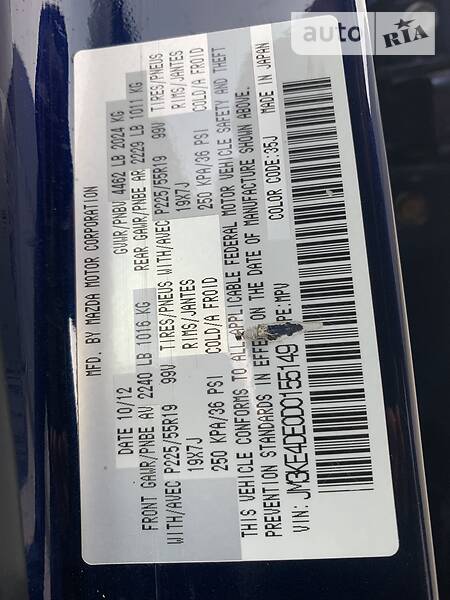 auto RIA
MFD. BY MAZDA MOTOR CORPORATION
DATE 10/12 GVWR/PNBV 4462 LB 2024 KG
FRONT GAWR/PNBE AV 2240 LB 1016 KG REAR GAWR/PNBE AR 2229 LB 1011 KG
WITH/AVEC P225/55R19 99V TIRES/PNEUS WITH/AVEC P225/55R19 99V TIRES/PNEUS
19X7J RIMS/JANTES 19X7J RIMS/JANTES
250 KPA/36 PSI COLD/A FROID 250 KPA/36 PSI COLD/A FROID
THIS VEHICLE CONFORMS TO ALL APPLICABLE FEDERAL MOTOR VEHICLE SAFETY AND THEFT
PREVENTION STANDARDS IN EFFECT ON THE DATE OF MANUFACTURE SHOWN ABOVE.
VIN: JM3KE4DE0D0155149 PE: MPV COLOR CODE: 35J MADE IN JAPAN